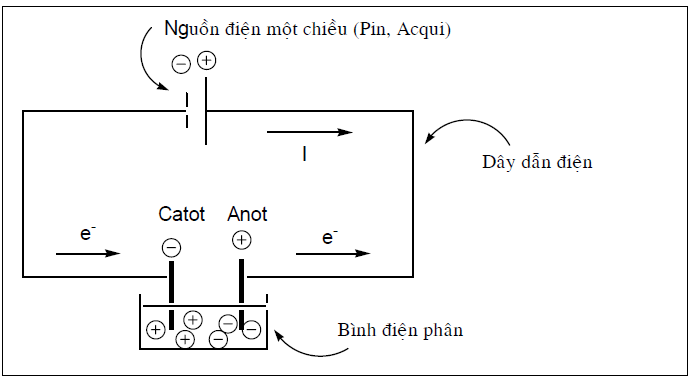 Nguồn điện một chiều (Pin, Acqui)
⊖ ⊕
I
Dây dẫn điện
Catot Anot
e⁻ ⊖ ⊕ e⁻
⊕ ⊕ ⊕ ⊖ ⊖ ⊖
Bình điện phân